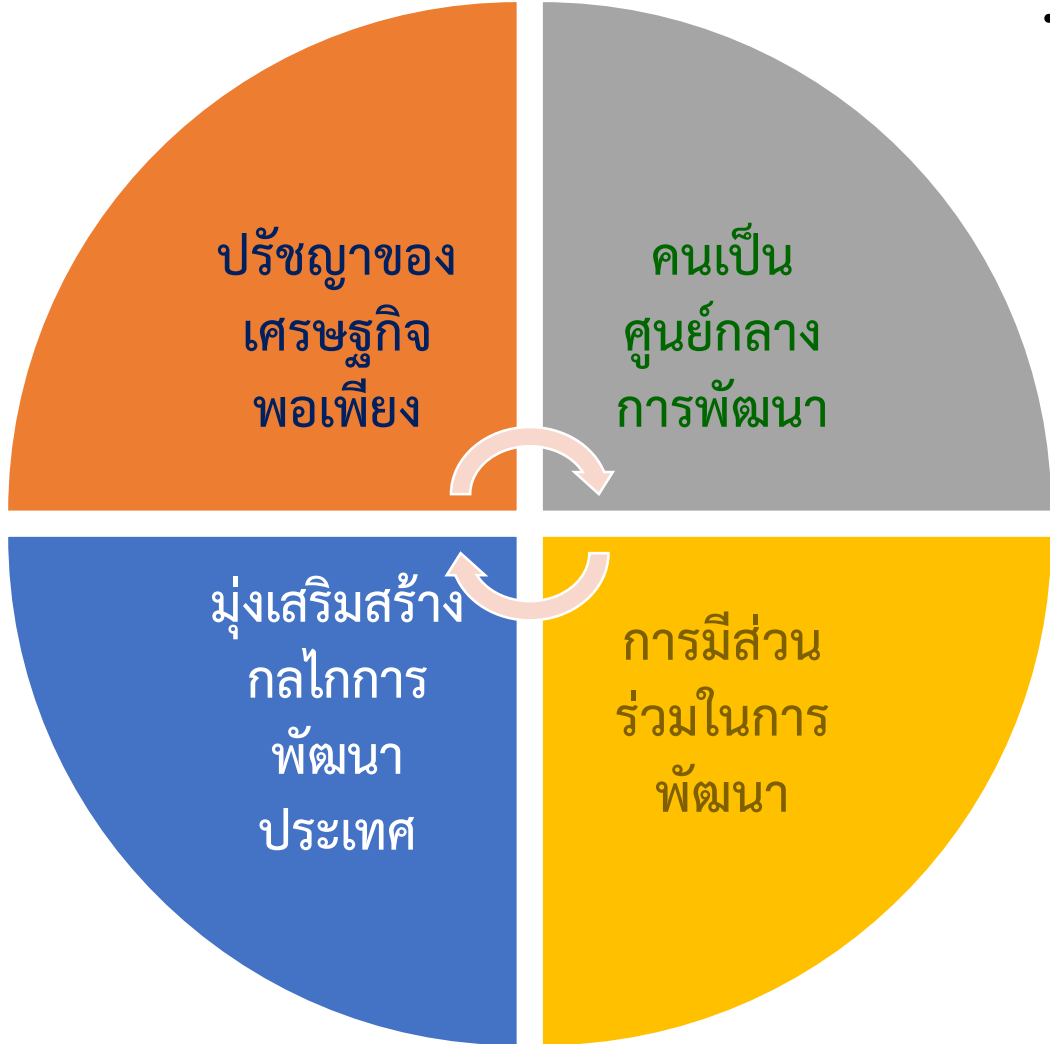 ปรัชญาของ
เศรษฐกิจ
พอเพียง
คนเป็น
ศูนย์กลาง
การพัฒนา
มุ่งเสริมสร้าง
กลไกการ
พัฒนา
ประเทศ
การมีส่วน
ร่วมในการ
พัฒนา